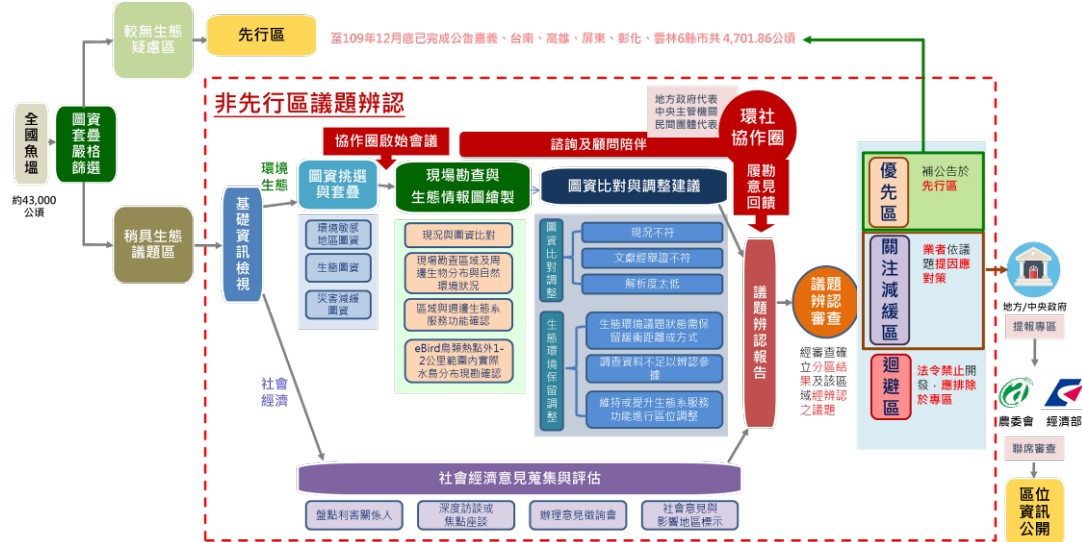 較無生態
疑慮區
先行區
至109年12月底已完成公告嘉義、台南、高雄、屏東、彰化、雲林6縣市共 4,701.86公頃
全國魚塭
約43,000
公頃
圖資
套疊
嚴格
篩選
稍具生態
議題區
非先行區議題辨認
地方政府代表
中央主管機關
民間團體代表
環社
協作圈
協作圈啟始會議
諮詢及顧問陪伴
履勘
意見
回饋
環境
生態
基礎資訊檢視
社會
經濟
圖資挑選
與套疊
環境敏感
地區圖資
生態圖資
災害減緩
圖資
現場勘查與
生態情報圖繪製
現況與圖資比對
現場勘查區域及周
邊生物分布與自然
環境狀況
區域與週邊生態系
服務功能確認
eBird鳥類熱點外1-
2公里範圍內實際
水鳥分布現勘確認
圖資比對與調整建議
圖資比對調整
現況不符
文獻經舉證不符
解析度太低
生態環境保留調整
生態環境議題狀態需保
留緩衝距離或方式
調查資料不足以辨認參
據
維持或提升生態系服務
功能進行區位調整
社會經濟意見蒐集與評估
盤點利害關係人
深度訪談或
焦點座談
辦理意見徵詢會
社會意見與
影響地區標示
議題辨認報告
議題
辨認
審查
經審查確
立分區結
果及該區
域經辨認
之議題
優先區
補公告於
先行區
關注減緩區
業者依議
題提因應
對策
迴避區
法令禁止開
發，應排除
於專區
地方/中央政府
提報專區
農委會
經濟部
聯席審查
區位
資訊
公開